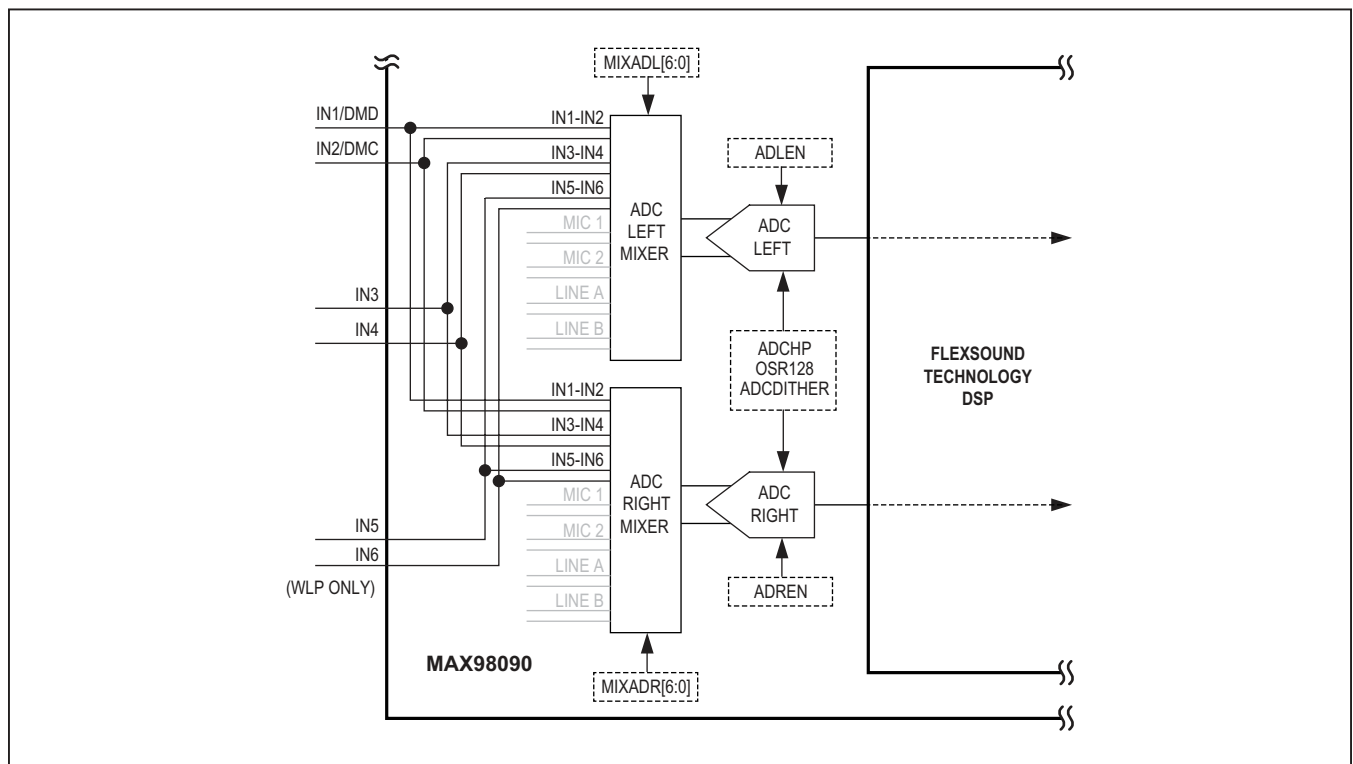 MIXADL[6:0]
IN1/DMD
IN2/DMC
IN3
IN4
IN5
IN6
(WLP ONLY)
IN1-IN2
IN3-IN4
IN5-IN6
MIC 1
MIC 2
LINE A
LINE B
ADC
LEFT
MIXER
ADLEN
ADC
LEFT
ADCHP
OSR128
ADCDITHER
FLEXSOUND
TECHNOLOGY
DSP
IN1-IN2
IN3-IN4
IN5-IN6
MIC 1
MIC 2
LINE A
LINE B
ADC
RIGHT
MIXER
ADC
RIGHT
ADREN
MAX98090
MIXADR[6:0]